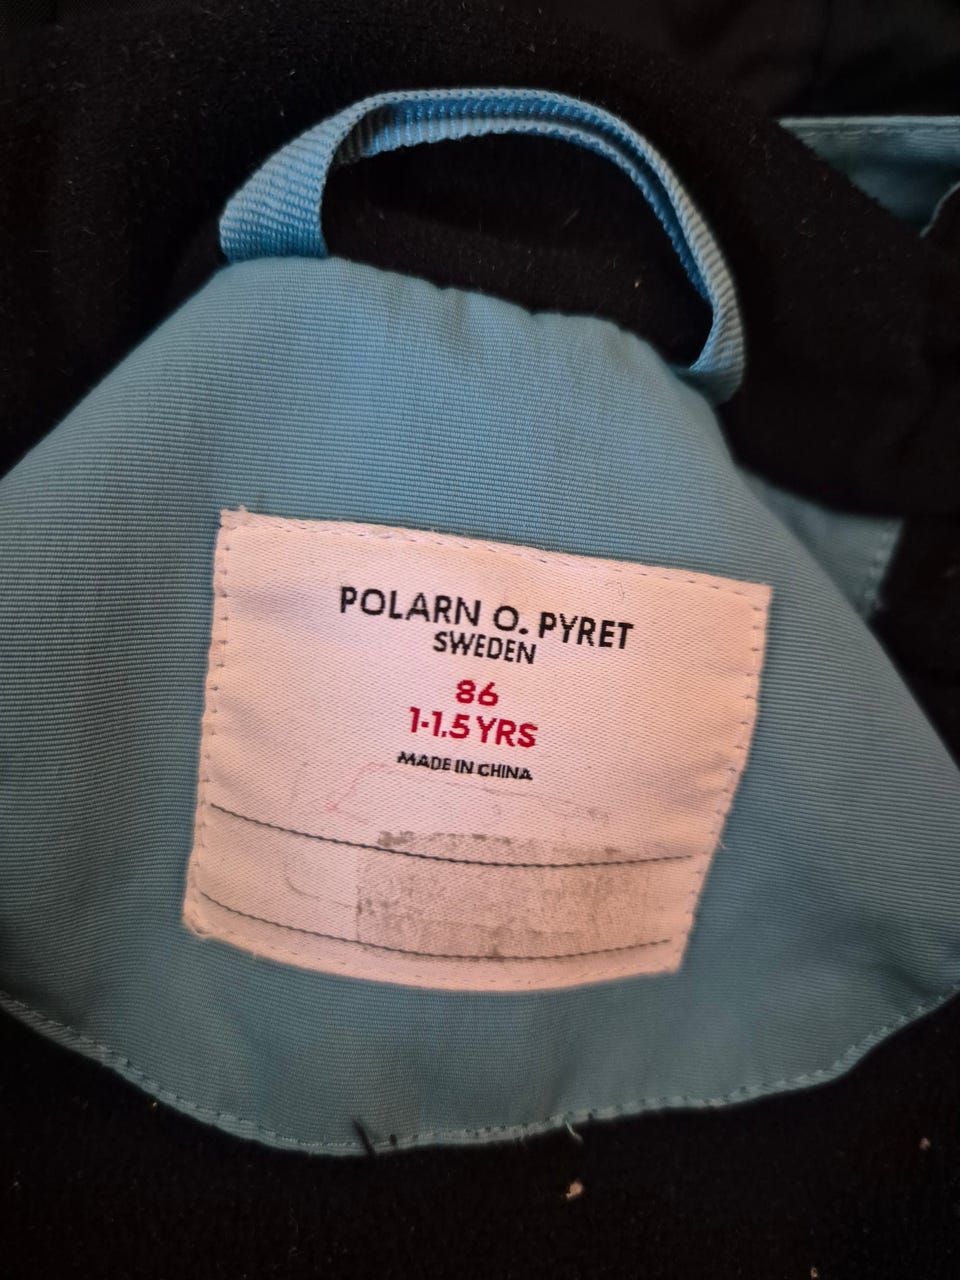 POLARN O. PYRET
SWEDEN
86
1-1.5 YRS
MADE IN CHINA